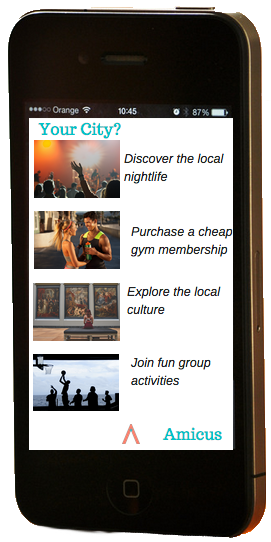 Orange 10:45 87%
Your City?
Discover the local
nightlife
Purchase a cheap
gym membership
Explore the local
culture
Join fun group
activities
Amicus